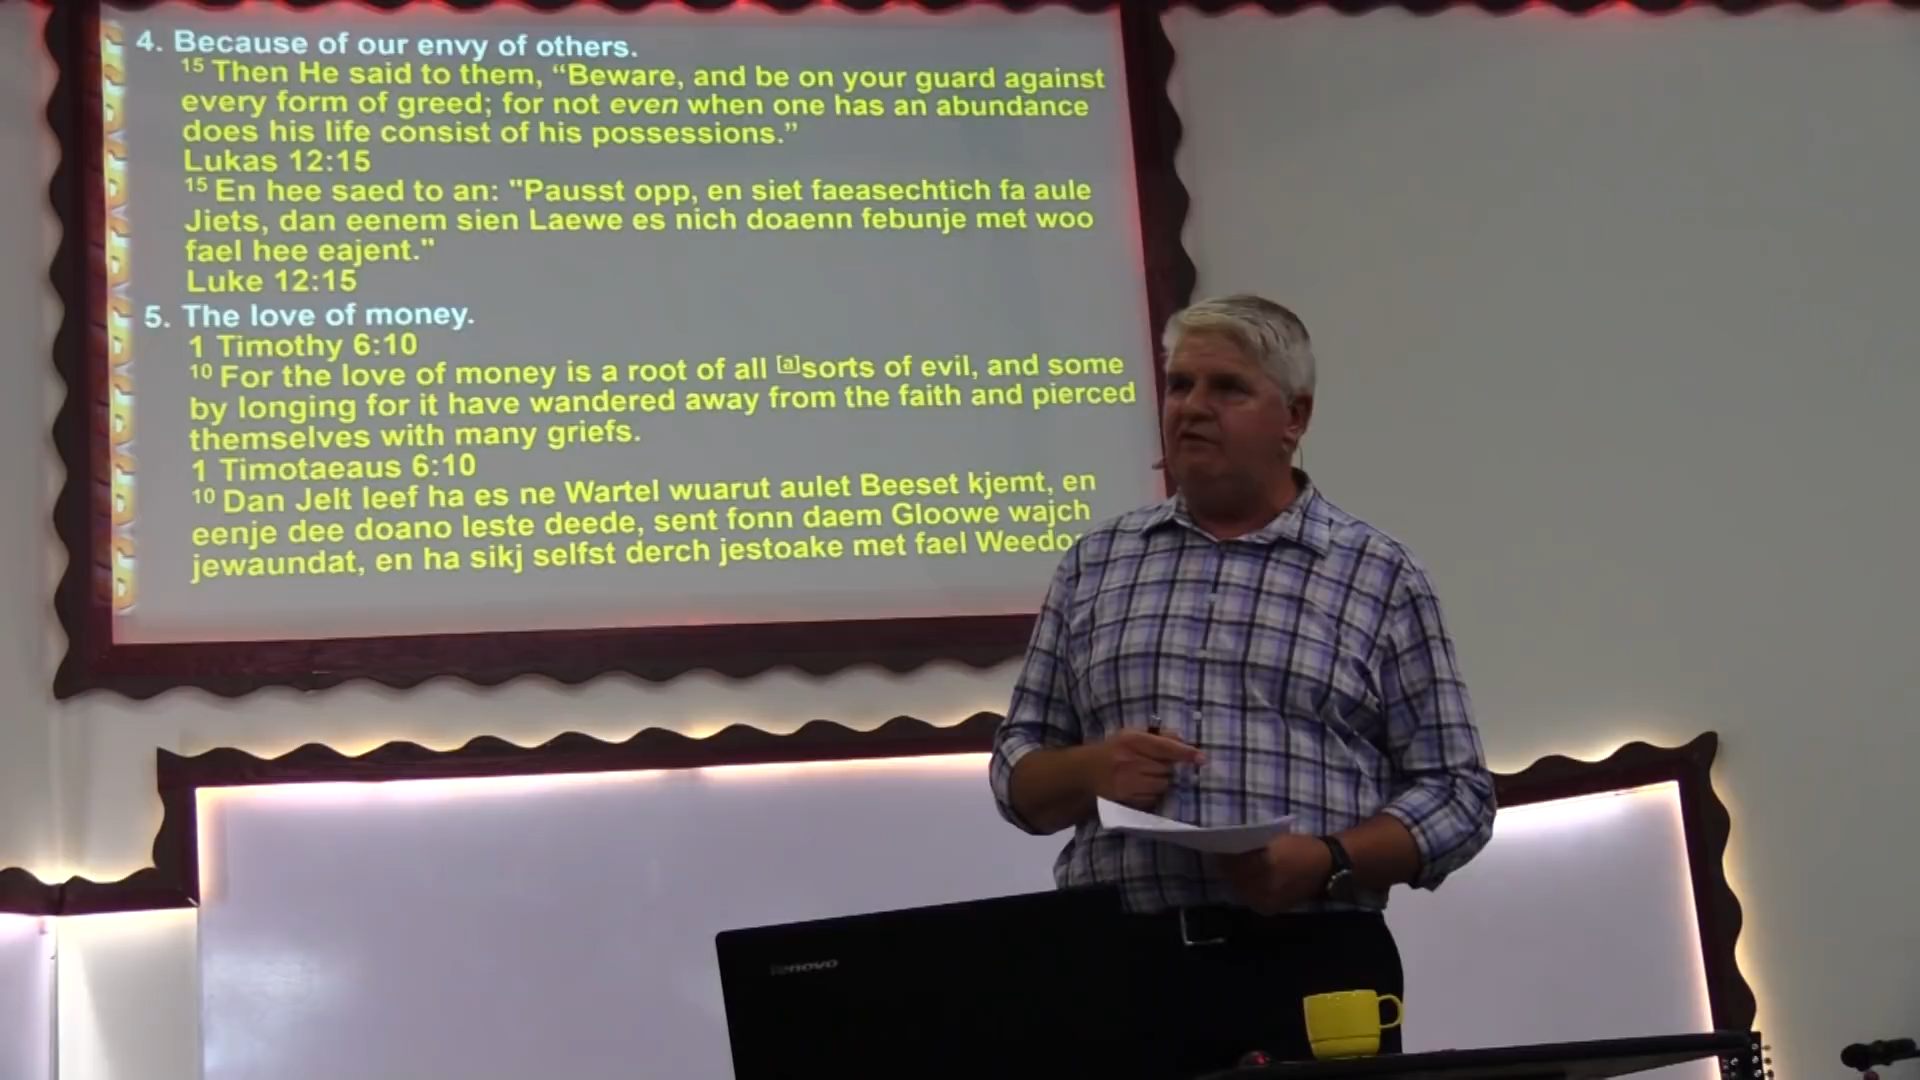 4. Because of our envy of others.
15 Then He said to them, “Beware, and be on your guard against
every form of greed; for not even when one has an abundance
does his life consist of his possessions.”
Lukas 12:15
15 En hee saed to an: "Pausst opp, en siet faeasechtich fa aule
Jiets, dan eenem sien Laewe es nich doaenn febunje met woo
fael hee eajent."
Luke 12:15
5. The love of money.
1 Timothy 6:10
10 For the love of money is a root of all [a]sorts of evil, and some
by longing for it have wandered away from the faith and pierced
themselves with many griefs.
1 Timotaeaus 6:10
10 Dan Jelt leef ha es ne Wartel wuarut aulet Beeset kjemt, en
eenje dee doano leste deede, sent fonn daem Gloowe wajch
jewaundat, en ha sikj selfst derch jestoake met fael
lenovo